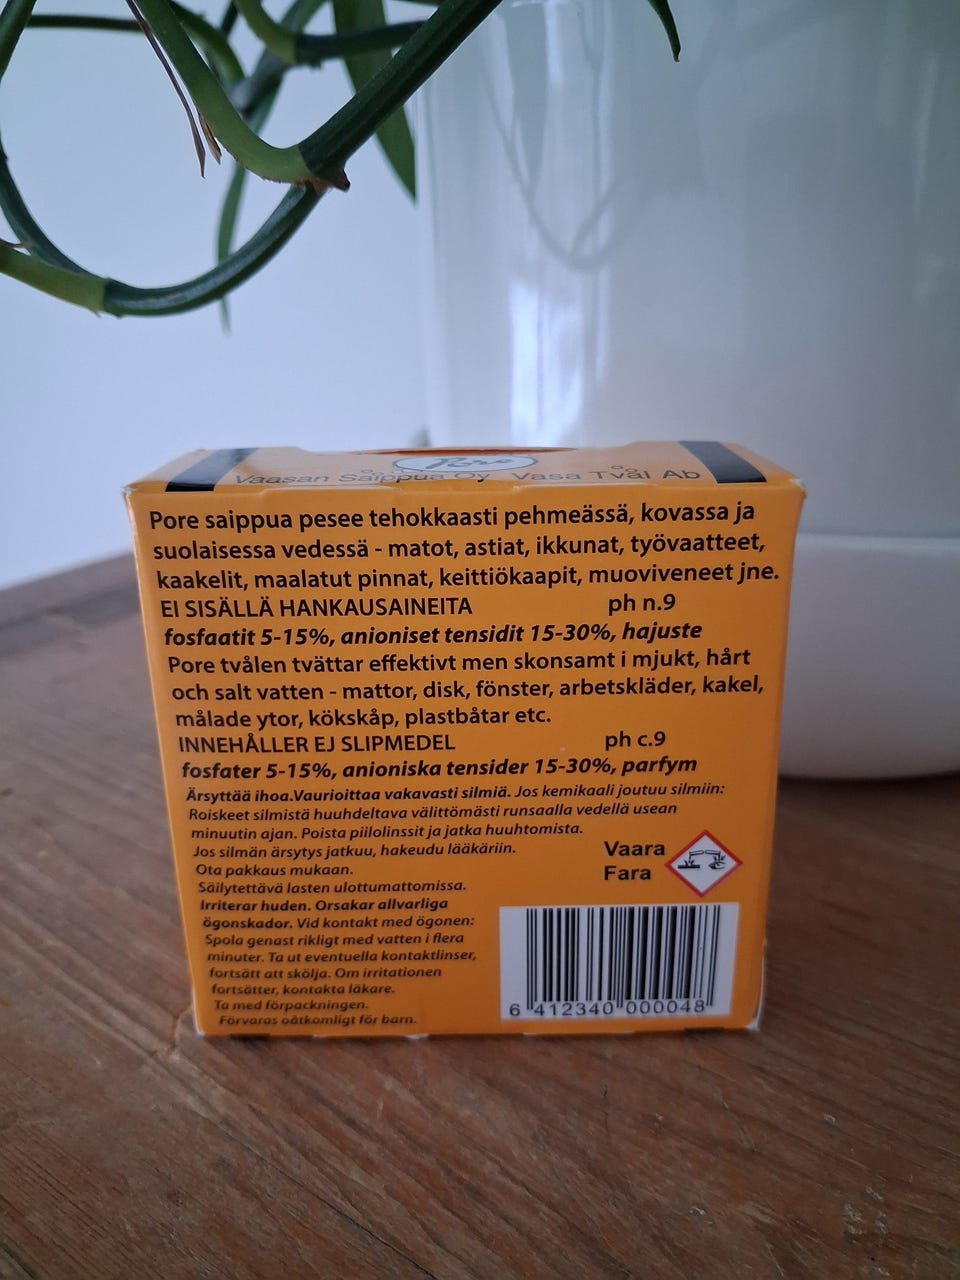 Pore
Vaasan Saippua Oy Vasa Tvål Ab
Pore saippua pesee tehokkaasti pehmeässä, kovassa ja
suolaisessa vedessä - matot, astiat, ikkunat, työvaatteet,
kaakelit, maalatut pinnat, keittiökaapit, muoviveneet jne.
EI SISÄLLÄ HANKAUSAINEITA ph n.9
fosfaatit 5-15%, anioniset tensidit 15-30%, hajuste
Pore tvålen tvättar effektivt men skonsamt i mjukt, hårt
och salt vatten - mattor, disk, fönster, arbetskläder, kakel,
målade ytor, kökskåp, plastbåtar etc.
INNEHÅLLER EJ SLIPMEDEL ph c.9
fosfater 5-15%, anioniska tensider 15-30%, parfym
Ärsyttää ihoa.Vaurioittaa vakavasti silmiä. Jos kemikaali joutuu silmiin:
Roiskeet silmistä huuhdeltava välittömästi runsaalla vedellä usean
minuutin ajan. Poista piilolinssit ja jatka huuhtomista.
Jos silmän ärsytys jatkuu, hakeudu lääkäriin.
Ota pakkaus mukaan.
Säilytettävä lasten ulottumattomissa.
Irriterar huden. Orsakar allvarliga
ögonskador. Vid kontakt med ögonen:
Spola genast rikligt med vatten i flera
minuter. Ta ut eventuella kontaktlinser,
fortsätt att skölja. Om irritationen
fortsätter, kontakta läkare.
Ta med förpackningen.
Förvaras oåtkomligt för barn.
Vaara
Fara
6 412340 000048